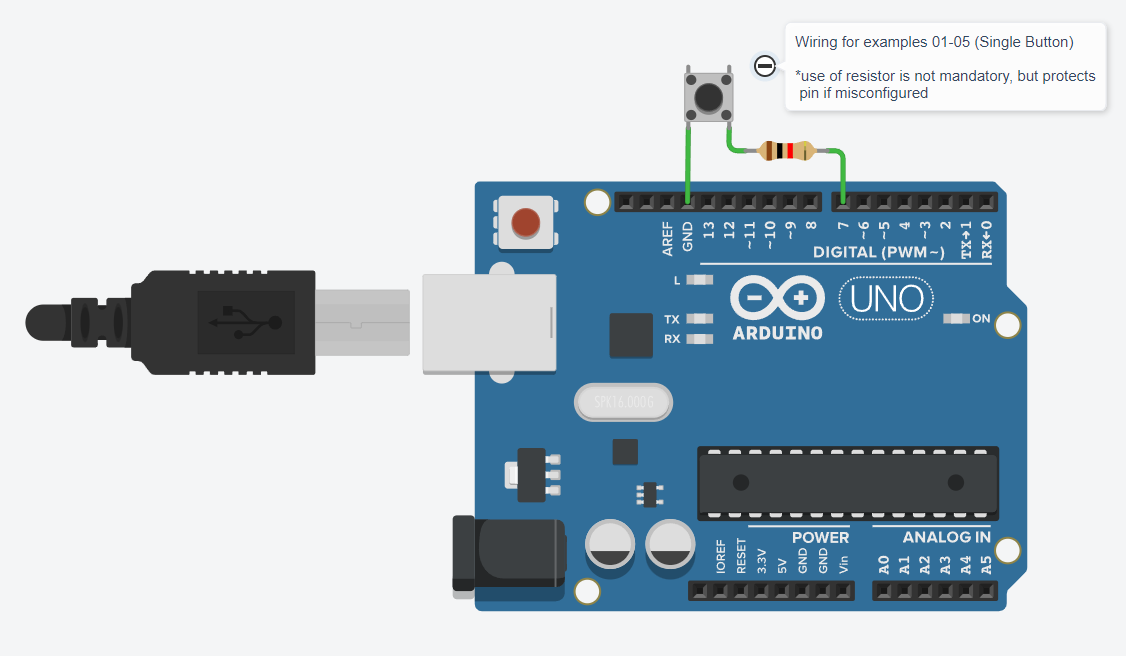 Wiring for examples 01-05 (Single Button)
*use of resistor is not mandatory, but protects
pin if misconfigured
AREF
GND
13
12
~11
~10
~9
8
7
~6
~5
4
~3
2
TX→1
RX←0
DIGITAL (PWM~)
L
TX
RX
ARDUINO
UNO
ON
SPK16.000G
POWER
ANALOG IN
IOREF
RESET
3.3V
5V
GND
GND
Vin
A0
A1
A2
A3
A4
A5